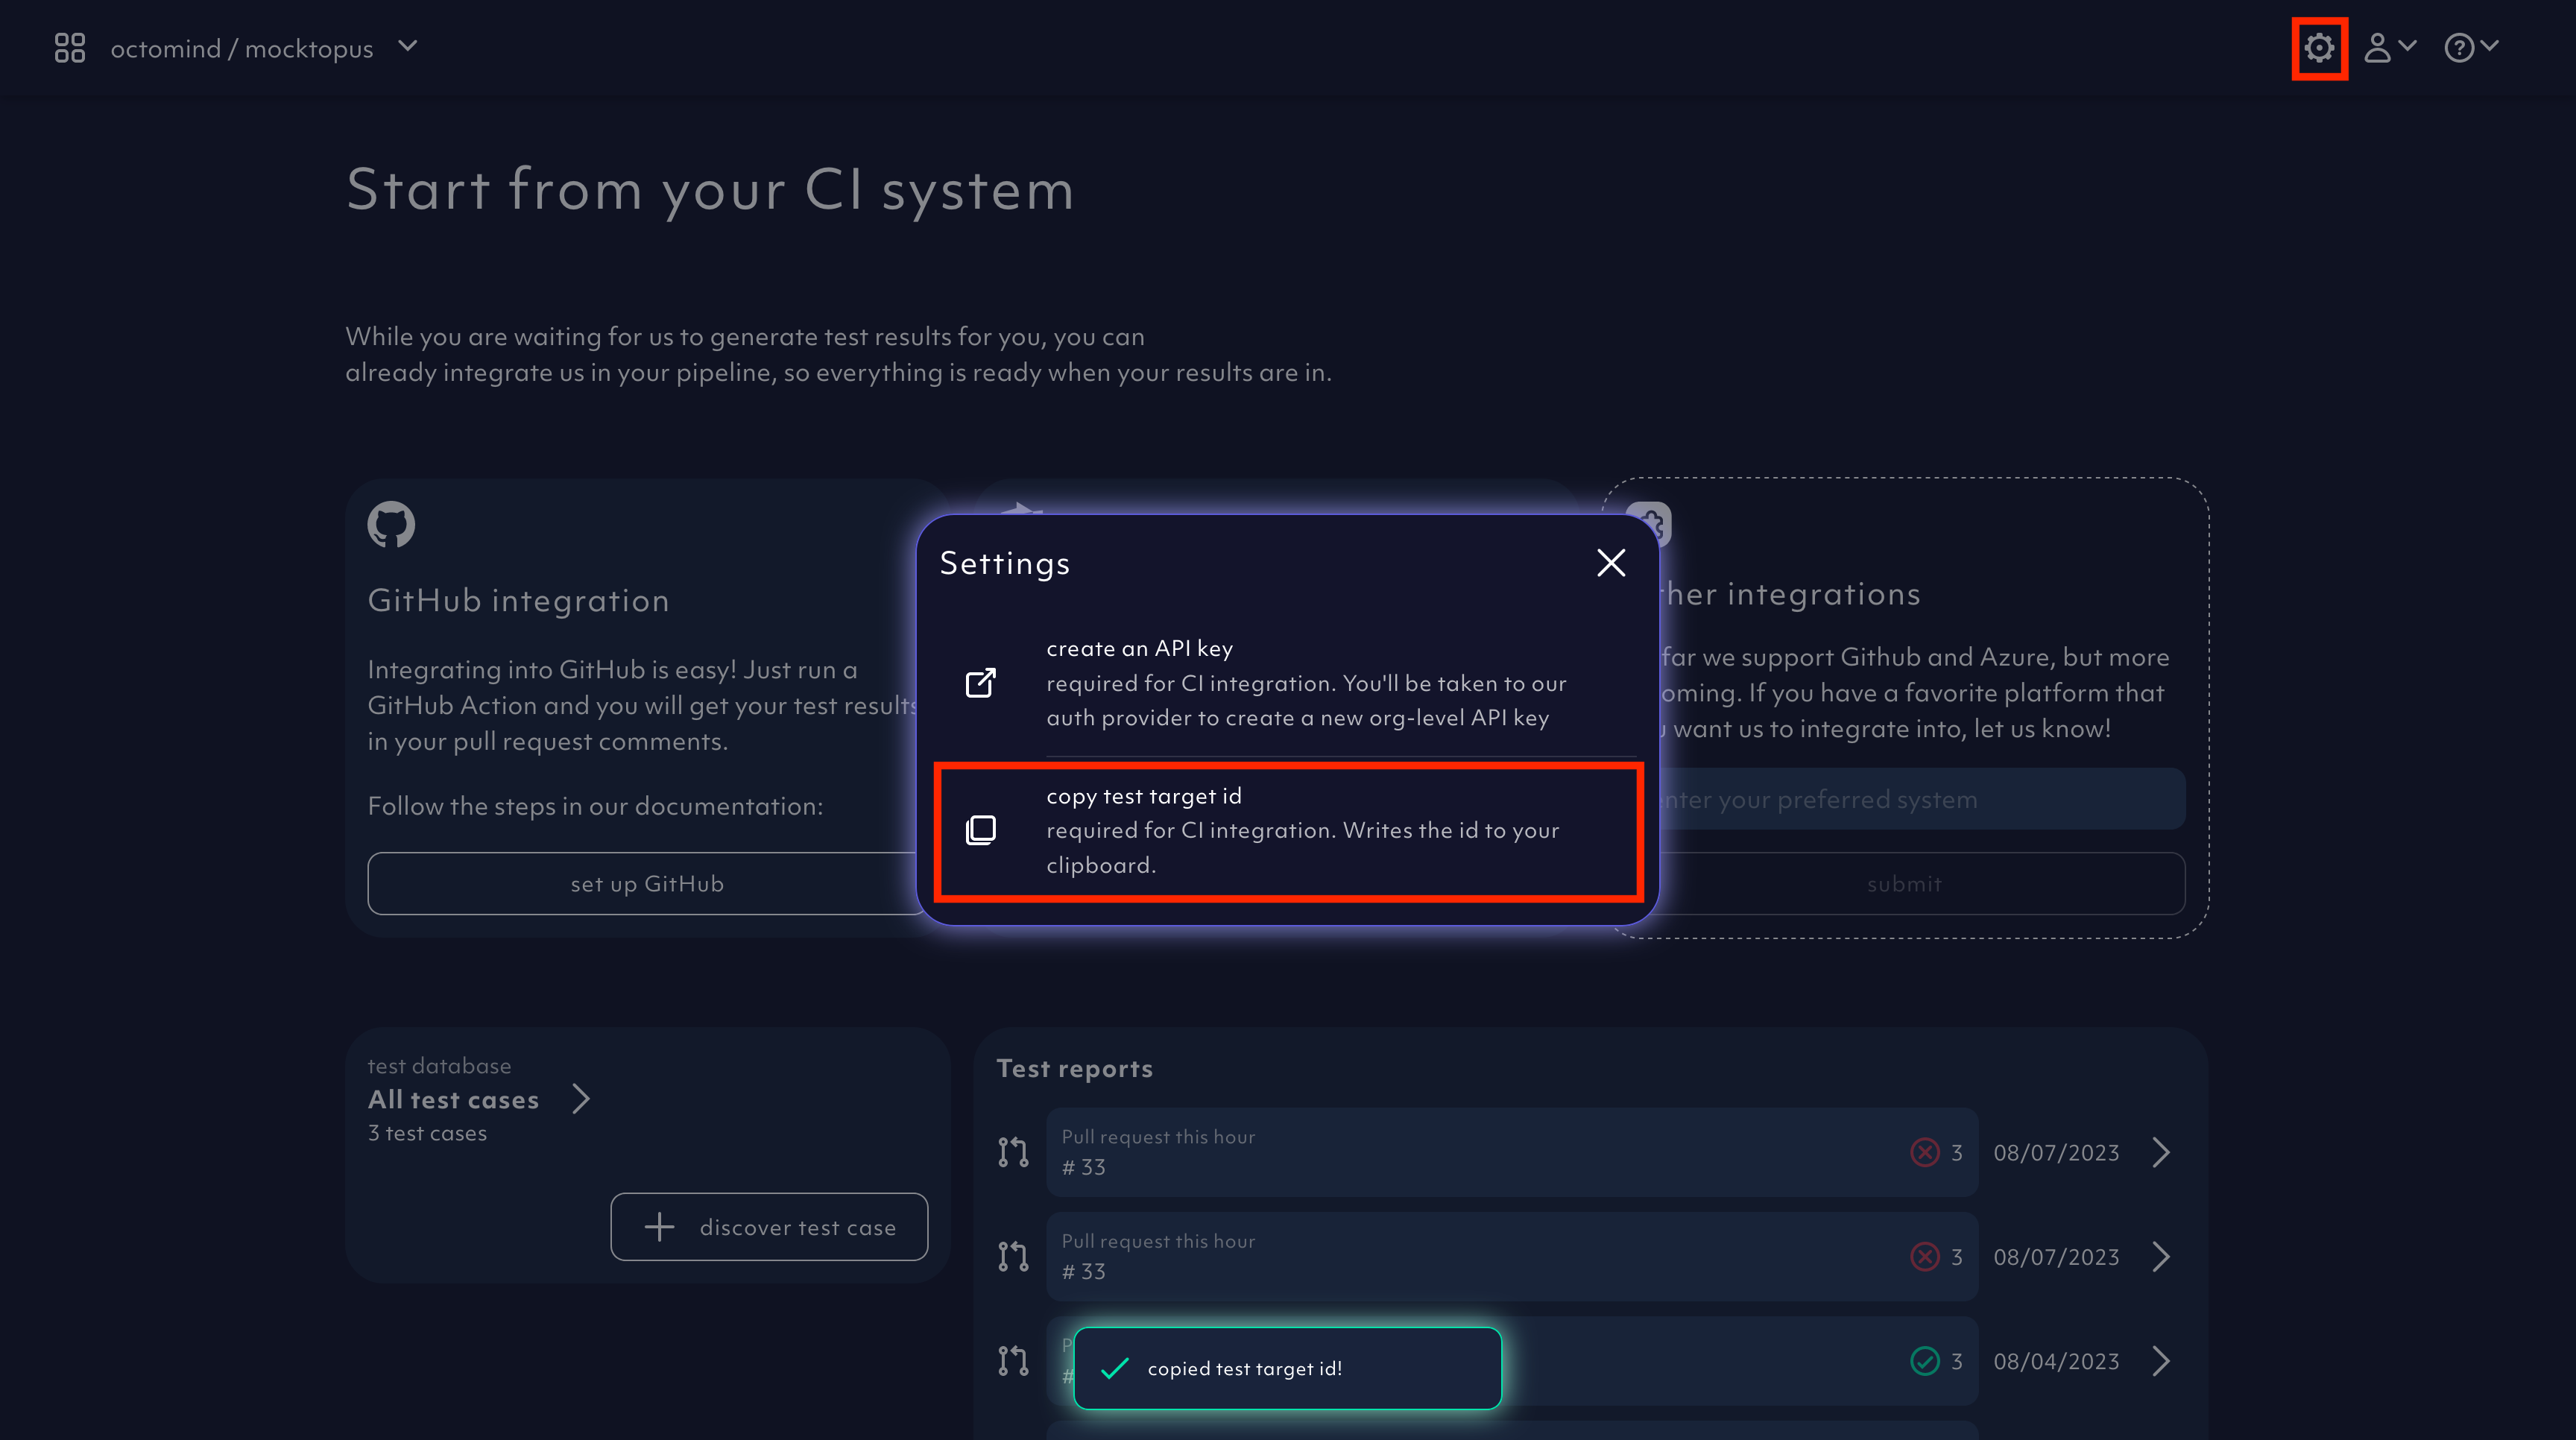 octomind / mocktopus
Start from your CI system
While you are waiting for us to generate test results for you, you can
already integrate us in your pipeline, so everything is ready when your results are in.
GitHub integration
Integrating into GitHub is easy! Just run a
GitHub Action and you will get your test results
in your pull request comments.
Follow the steps in our documentation:
set up GitHub
Settings
create an API key
required for CI integration. You'll be taken to our
auth provider to create a new org-level API key
copy test target id
required for CI integration. Writes the id to your
clipboard.
her integrations
far we support Github and Azure, but more
oming. If you have a favorite platform that
want us to integrate into, let us know!
nter your preferred system
submit
test database
All test cases
3 test cases
discover test case
Test reports
Pull request this hour
# 33
3
08/07/2023
Pull request this hour
# 33
3
08/07/2023
P
#
3
08/04/2023
copied test target id!